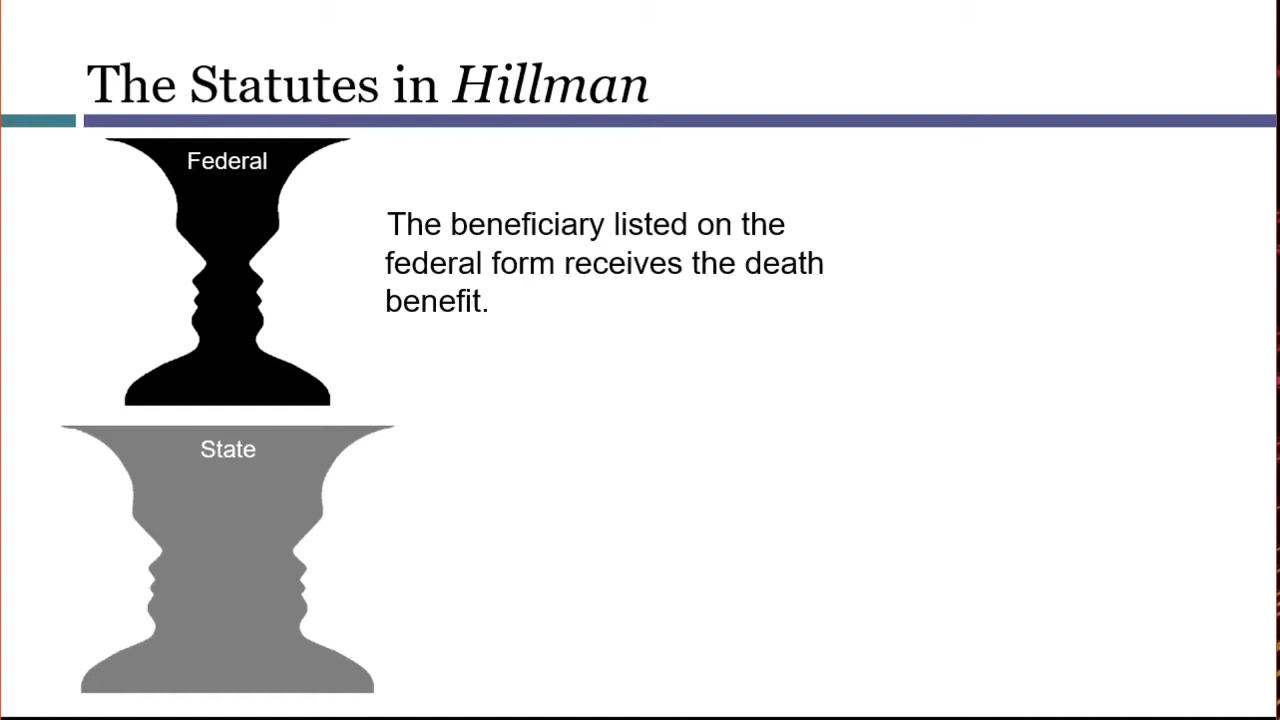 The Statutes in Hillman
Federal
The beneficiary listed on the
federal form receives the death
benefit.
State